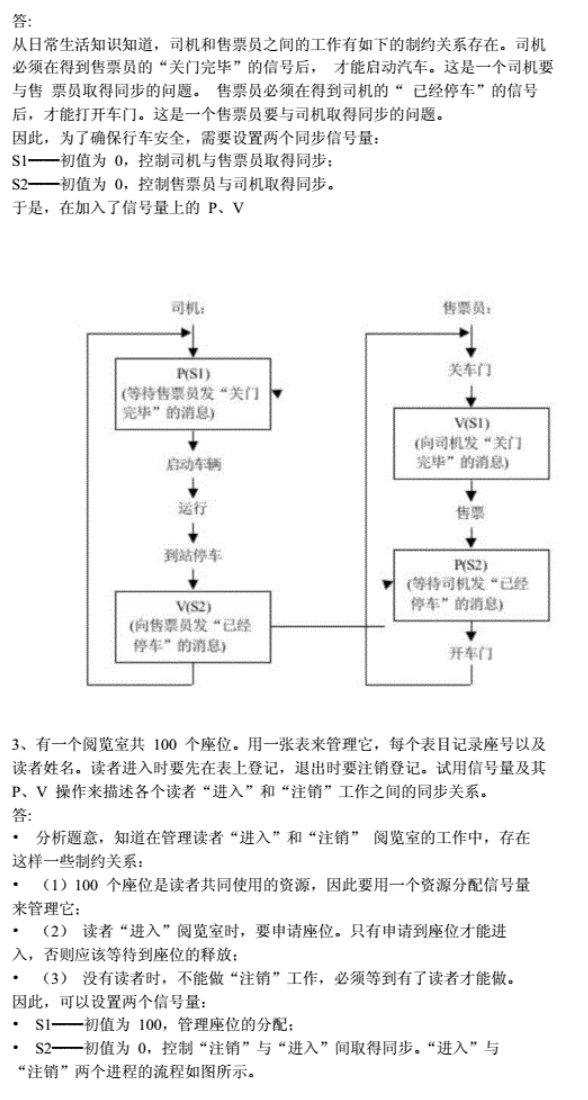 答:
从日常生活知识知道，司机和售票员之间的工作有如下的制约关系存在。司机
必须在得到售票员的“关门完毕”的信号后， 才能启动汽车。这是一个司机要
与售 票员取得同步的问题。 售票员必须在得到司机的“ 已经停车”的信号
后，才能打开车门。这是一个售票员要与司机取得同步的问题。
因此，为了确保行车安全，需要设置两个同步信号量：
S1——初值为 0，控制司机与售票员取得同步；
S2——初值为 0，控制售票员与司机取得同步。
于是，在加入了信号量上的 P、V
司机：
P(S1)
(等待售票员发“关门
完毕”的消息)
启动车辆
运行
到站停车
V(S2)
(向售票员发“已经
停车”的消息)
售票员：
关车门
V(S1)
(向司机发“关门
完毕”的消息)
售票
P(S2)
(等待司机发“已经
停车”的消息)
开车门
3、有一个阅览室共 100 个座位。用一张表来管理它，每个表目记录座号以及
读者姓名。读者进入时要先在表上登记，退出时要注销登记。试用信号量及其
P、V 操作来描述各个读者“进入”和“注销”工作之间的同步关系。
答:
• 分析题意，知道在管理读者“进入”和“注销” 阅览室的工作中，存在
这样一些制约关系：
• （1）100 个座位是读者共同使用的资源，因此要用一个资源分配信号量
来管理它；
• （2） 读者“进入”阅览室时，要申请座位。只有申请到座位才能进
入，否则应该等待到座位的释放；
• （3） 没有读者时，不能做“注销”工作，必须等到有了读者才能做。
因此，可以设置两个信号量：
• S1——初值为 100，管理座位的分配；
• S2——初值为 0，控制“注销”与“进入”间取得同步。“进入”与
“注销”两个进程的流程如图所示。